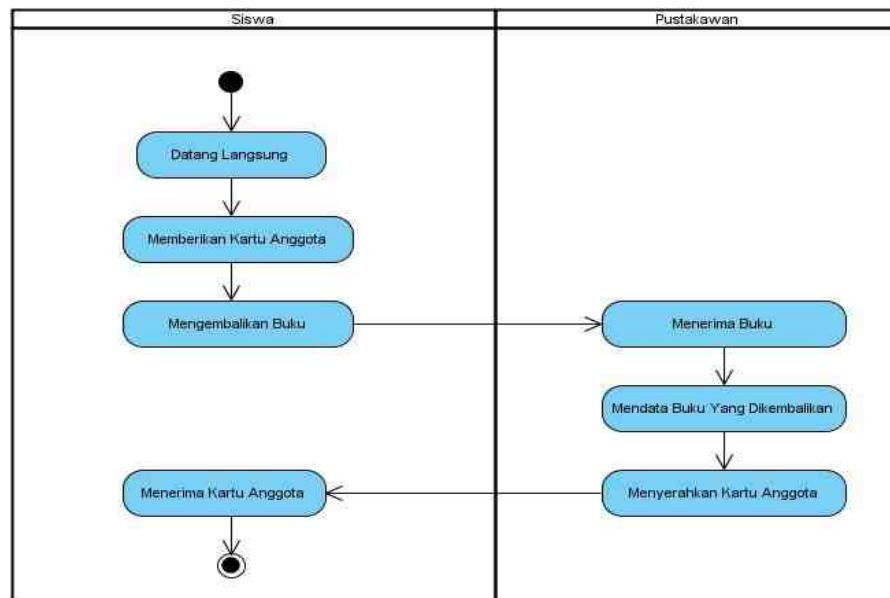 Siswa
Pustakawan
Datang Langsung
Memberikan Kartu Anggota
Mengembalikan Buku
Menerima Buku
Mendata Buku Yang Dikembalikan
Menyerahkan Kartu Anggota
Menerima Kartu Anggota